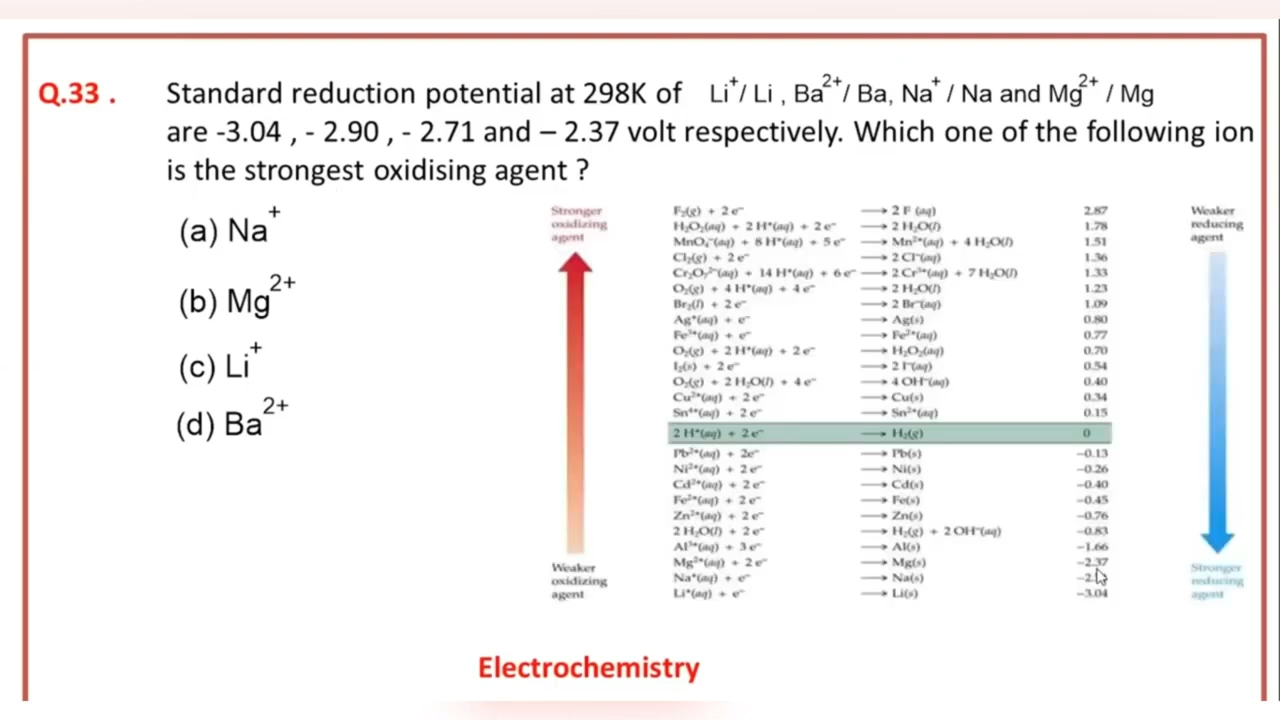 Q.33 . Standard reduction potential at 298K of Li⁺/ Li , Ba²⁺/ Ba, Na⁺ / Na and Mg²⁺ / Mg
are -3.04 , - 2.90 , - 2.71 and – 2.37 volt respectively. Which one of the following ion
is the strongest oxidising agent ?
(a) Na⁺
(b) Mg²⁺
(c) Li⁺
(d) Ba²⁺
Stronger
oxidizing
agent
Weaker
oxidizing
agent
F₂(g) + 2 e⁻ ⟶ 2 F (aq) 2.87
H₂O₂(aq) + 2 H⁺(aq) + 2 e⁻ ⟶ 2 H₂O(l) 1.78
MnO₄⁻(aq) + 8 H⁺(aq) + 5 e⁻ ⟶ Mn²⁺(aq) + 4 H₂O(l) 1.51
Cl₂(g) + 2 e⁻ ⟶ 2 Cl⁻(aq) 1.36
Cr₂O₇²⁻(aq) + 14 H⁺(aq) + 6 e⁻ ⟶ 2 Cr³⁺(aq) + 7 H₂O(l) 1.33
O₂(g) + 4 H⁺(aq) + 4 e⁻ ⟶ 2 H₂O(l) 1.23
Br₂(l) + 2 e⁻ ⟶ 2 Br⁻(aq) 1.09
Ag⁺(aq) + e⁻ ⟶ Ag(s) 0.80
Fe³⁺(aq) + e⁻ ⟶ Fe²⁺(aq) 0.77
O₂(g) + 2 H⁺(aq) + 2 e⁻ ⟶ H₂O₂(aq) 0.70
I₂(s) + 2 e⁻ ⟶ 2 I⁻(aq) 0.54
O₂(g) + 2 H₂O(l) + 4 e⁻ ⟶ 4 OH⁻(aq) 0.40
Cu²⁺(aq) + 2 e⁻ ⟶ Cu(s) 0.34
Sn⁴⁺(aq) + 2 e⁻ ⟶ Sn²⁺(aq) 0.15
2 H⁺(aq) + 2 e⁻ ⟶ H₂(g) 0
Pb²⁺(aq) + 2e⁻ ⟶ Pb(s) −0.13
Ni²⁺(aq) + 2 e⁻ ⟶ Ni(s) −0.26
Cd²⁺(aq) + 2 e⁻ ⟶ Cd(s) −0.40
Fe²⁺(aq) + 2 e⁻ ⟶ Fe(s) −0.45
Zn²⁺(aq) + 2 e⁻ ⟶ Zn(s) −0.76
2 H₂O(l) + 2 e⁻ ⟶ H₂(g) + 2 OH⁻(aq) −0.83
Al³⁺(aq) + 3 e⁻ ⟶ Al(s) −1.66
Mg²⁺(aq) + 2 e⁻ ⟶ Mg(s) −2.37
Na⁺(aq) + e⁻ ⟶ Na(s)
Li⁺(aq) + e⁻ ⟶ Li(s) −3.04
Weaker
reducing
agent
Stronger
reducing
agent
Electrochemistry